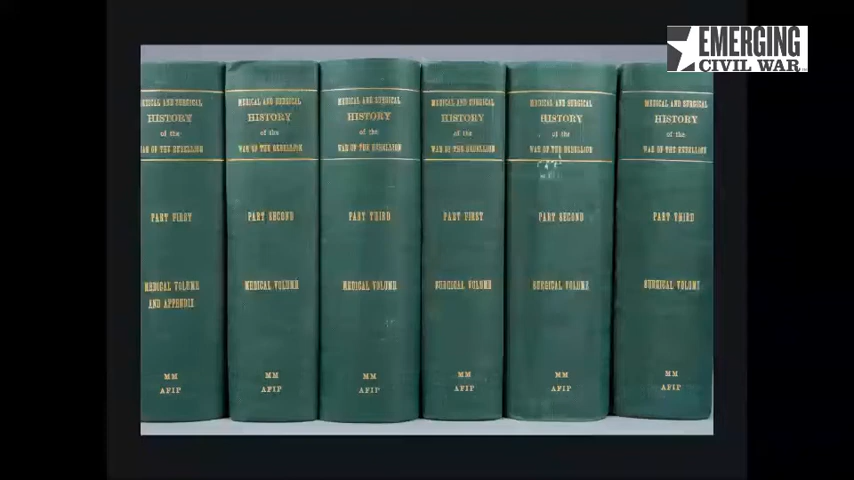 EMERGING
CIVIL WAR
MEDICAL AND SURGICAL
HISTORY
of the
WAR OF THE REBELLION
PART FIRST
MEDICAL VOLUME
AND APPENDIX
MM
AFIP
MEDICAL AND SURGICAL
HISTORY
of the
WAR OF THE REBELLION
PART SECOND
MEDICAL VOLUME
MM
AFIP
MEDICAL AND SURGICAL
HISTORY
of the
WAR OF THE REBELLION
PART THIRD
MEDICAL VOLUME
MM
AFIP
MEDICAL AND SURGICAL
HISTORY
of the
WAR OF THE REBELLION
PART FIRST
SURGICAL VOLUME
MM
AFIP
MEDICAL AND SURGICAL
HISTORY
of the
WAR OF THE REBELLION
PART SECOND
SURGICAL VOLUME
MM
AFIP
MEDICAL AND SURGICAL
HISTORY
of the
WAR OF THE REBELLION
PART THIRD
SURGICAL VOLUME
MM
AFIP